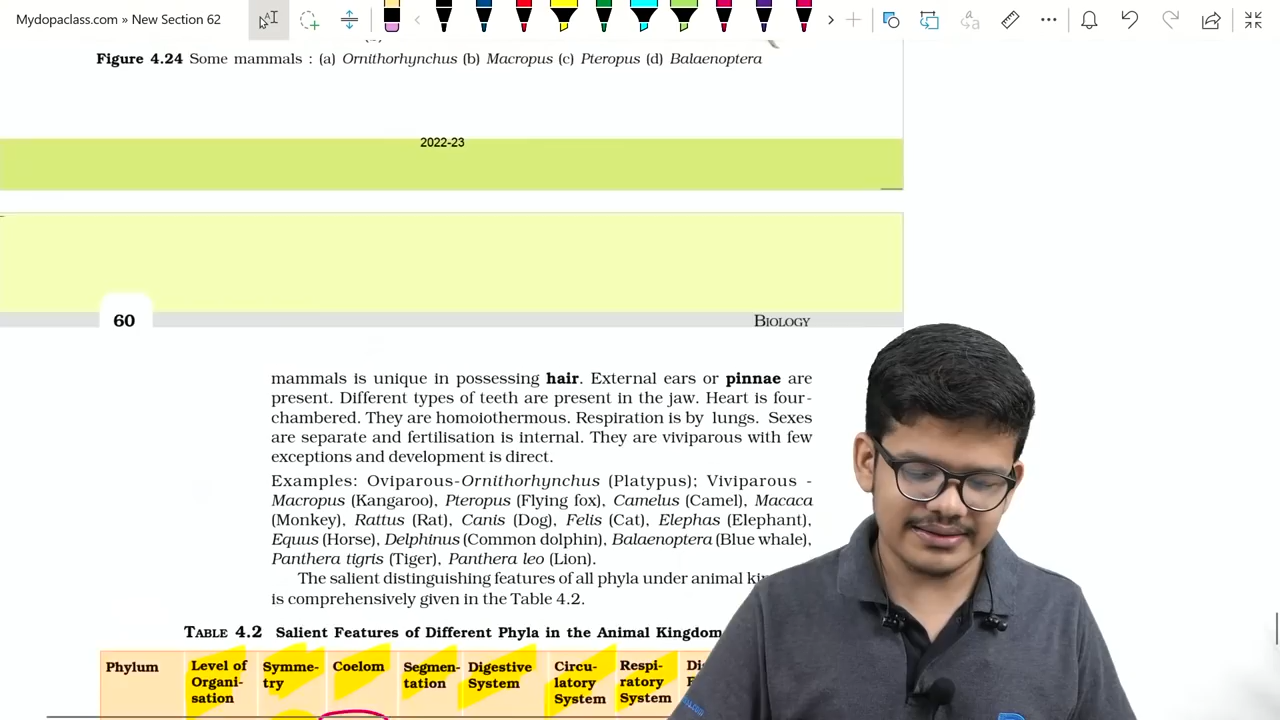 Mydopaclass.com » New Section 62
Figure 4.24 Some mammals : (a) Ornithorhynchus (b) Macropus (c) Pteropus (d) Balaenoptera
2022-23
60
BIOLOGY
mammals is unique in possessing hair. External ears or pinnae are
present. Different types of teeth are present in the jaw. Heart is four-
chambered. They are homoiothermous. Respiration is by lungs. Sexes
are separate and fertilisation is internal. They are viviparous with few
exceptions and development is direct.
Examples: Oviparous-Ornithorhynchus (Platypus); Viviparous -
Macropus (Kangaroo), Pteropus (Flying fox), Camelus (Camel), Macaca
(Monkey), Rattus (Rat), Canis (Dog), Felis (Cat), Elephas (Elephant),
Equus (Horse), Delphinus (Common dolphin), Balaenoptera (Blue whale),
Panthera tigris (Tiger), Panthera leo (Lion).
The salient distinguishing features of all phyla under animal
is comprehensively given in the Table 4.2.
TABLE 4.2 Salient Features of Different Phyla in the Animal Kingdom
Phylum
Level of Organi- sation
Symme- try
Coelom
Segmen- tation
Digestive System
Circu- latory System
Respi- ratory System